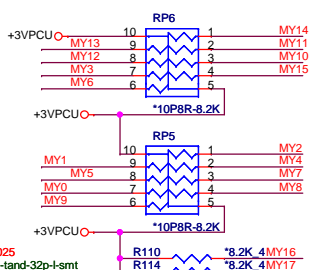 RP6
+3VPCU 10 1 MY14
MY13 9 2 MY11
MY12 8 3 MY10
MY3 7 4 MY15
MY6 6 5
+3VPCU *10P8R-8.2K
RP5
10 1 MY2
MY1 9 2 MY4
MY5 8 3 MY7
MY0 7 4 MY8
MY9 6 5
+3VPCU *10P8R-8.2K
025 R110 *8.2K_4 MY16
-tand-32p-l-smt R114 *8.2K_4 MY17